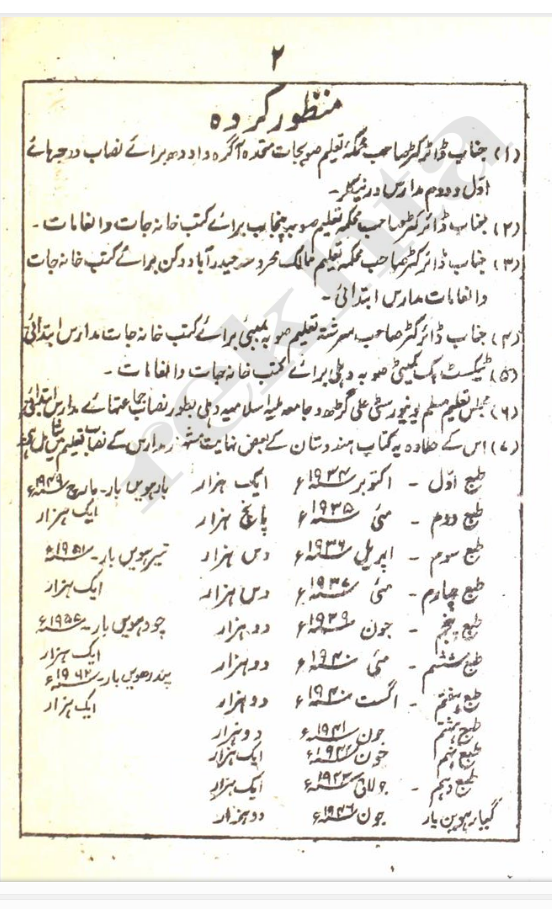 ۲
منظور کردہ
(۱) جناب ڈائرکٹر صاحب محکمۂ تعلیم صوبجات متحدہ آگرہ و اودھ برائے نصاب درجہائے
اوّل و دوم مدارس ورنیکلر۔
(۲) جناب ڈائرکٹر صاحب محکمہ تعلیم صوبہ پنجاب برائے کتب خانہ جات و انعامات۔
(۳) جناب ڈائرکٹر صاحب محکمہ تعلیم ممالک محروسہ حیدرآباد دکن برائے کتب خانہ جات
و انعامات مدارس ابتدائی۔
(۴) جناب ڈائرکٹر صاحب سررشتہ تعلیم صوبہ بمبئی برائے کتب خانہ جات مدارس ابتدائی
(۵) ٹیکسٹ بک کمیٹی صوبہ دہلی برائے کتب خانہ جات و انعامات۔
(۶) مجلس تعلیم مسلم یونیورسٹی علی گڑھ و جامعہ ملیہ اسلامیہ دہلی بطور نصاب جماعتہائے مدارس ابتدائی
(۷) اس کے علاوہ یہ کتاب ہندوستان کے بعض نہایت مشہور مدارس کے نصاب تعلیم میں شامل ہے
طبع اوّل - اکتوبر ۱۹۳۴ء ایک ہزار بارہویں بار - مارچ ۱۹۴۹ء
طبع دوم - مئی ۱۹۳۵ء پانچ ہزار ایک ہزار
طبع سوم - اپریل ۱۹۳۶ء دس ہزار تیرہویں بار - ۱۹۵۱ء
طبع چہارم - مئی ۱۹۳۷ء دس ہزار ایک ہزار
طبع پنجم - جون ۱۹۳۹ء دو ہزار چودہویں بار - ۱۹۵۶ء
طبع ششم - مئی ۱۹۴۰ء دو ہزار ایک ہزار
طبع ہفتم - اگست ۱۹۴۰ء دو ہزار پندرھویں بار - ۱۹۶۲ء
ایک ہزار
طبع ہشتم جون ۱۹۴۱ء دو ہزار
طبع نہم جون ۱۹۴۲ء ایک ہزار
طبع دہم - جولائی ۱۹۴۳ء ایک ہزار
گیارہویں بار جون ۱۹۴۶ء دو ہزار
rekhta